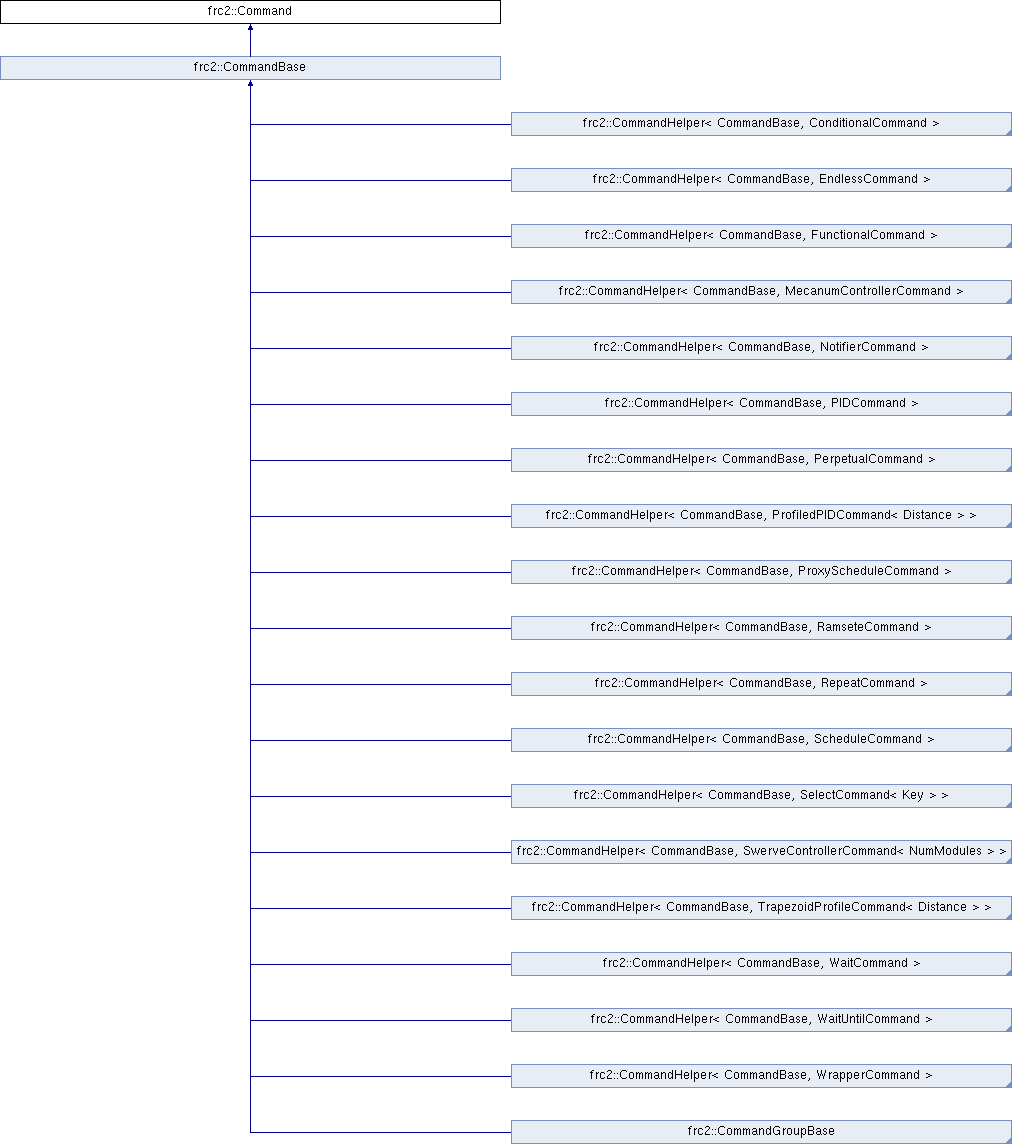 frc2::Command
frc2::CommandBase
frc2::CommandHelper< CommandBase, ConditionalCommand >
frc2::CommandHelper< CommandBase, EndlessCommand >
frc2::CommandHelper< CommandBase, FunctionalCommand >
frc2::CommandHelper< CommandBase, MecanumControllerCommand >
frc2::CommandHelper< CommandBase, NotifierCommand >
frc2::CommandHelper< CommandBase, PIDCommand >
frc2::CommandHelper< CommandBase, PerpetualCommand >
frc2::CommandHelper< CommandBase, ProfiledPIDCommand< Distance > >
frc2::CommandHelper< CommandBase, ProxyScheduleCommand >
frc2::CommandHelper< CommandBase, RamseteCommand >
frc2::CommandHelper< CommandBase, RepeatCommand >
frc2::CommandHelper< CommandBase, ScheduleCommand >
frc2::CommandHelper< CommandBase, SelectCommand< Key > >
frc2::CommandHelper< CommandBase, SwerveControllerCommand< NumModules > >
frc2::CommandHelper< CommandBase, TrapezoidProfileCommand< Distance > >
frc2::CommandHelper< CommandBase, WaitCommand >
frc2::CommandHelper< CommandBase, WaitUntilCommand >
frc2::CommandHelper< CommandBase, WrapperCommand >
frc2::CommandGroupBase